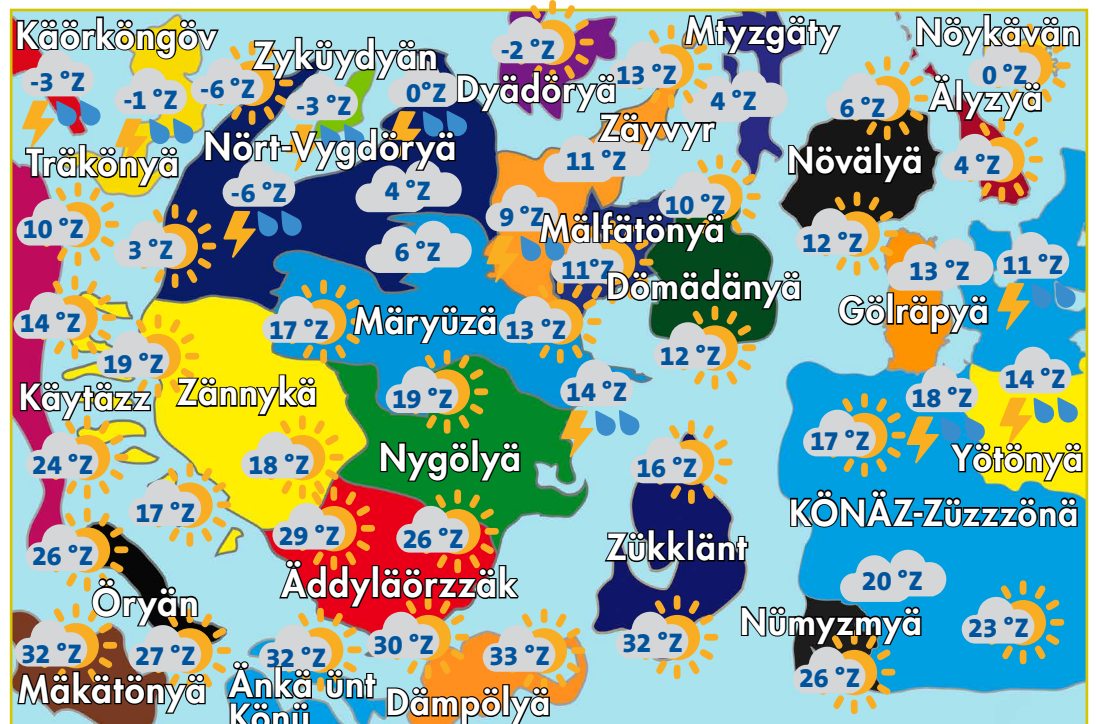 Käörköngöv
Zyküydyän
Mtyzgäty
Nöykävän
-3 °Z
-1 °Z
-6 °Z
-3 °Z
0°Z
-2 °Z
Dyädöryä
13 °Z
4 °Z
6 °Z
0 °Z
Älyzyä
Träkönyä
Nört-Vygdöryä
Zäyvyr
11 °Z
Növälyä
4 °Z
-6 °Z
4 °Z
10 °Z
3 °Z
6 °Z
9 °Z
Mälfätönyä
10 °Z
12 °Z
11°Z
Dömädänyä
13 °Z
11 °Z
Gölräpyä
14 °Z
17 °Z
Märyüzä
13 °Z
12 °Z
19 °Z
Käytäzz
Zännykä
19 °Z
14 °Z
18 °Z
14 °Z
17 °Z
24 °Z
18 °Z
Nygölyä
16 °Z
Yötönyä
17 °Z
KÖNÄZ-Züzzzönä
26 °Z
29 °Z
26 °Z
Zükklänt
Äddyläörzzäk
20 °Z
Öryän
Nümyzmyä
23 °Z
32 °Z
27 °Z
32 °Z
30 °Z
33 °Z
32 °Z
26 °Z
Mäkätönyä
Änkä ünt
Könü
Dämpölyä